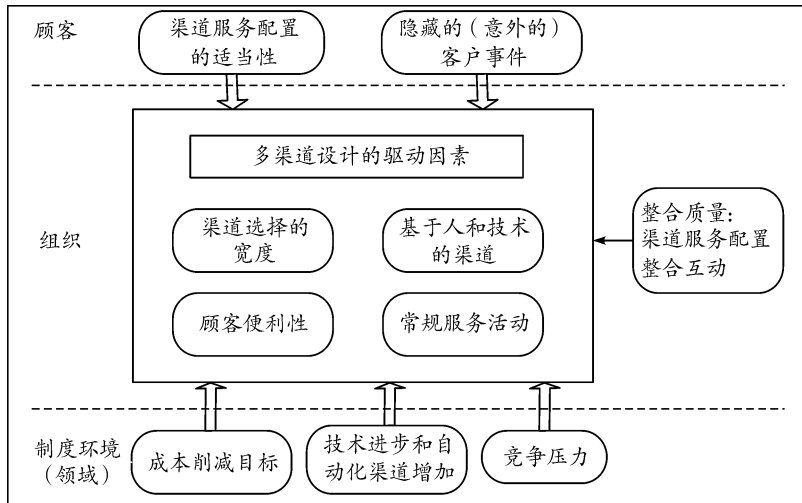 顾客
渠道服务配置
的适当性
隐藏的（意外的）
客户事件
多渠道设计的驱动因素
组织
渠道选择的
宽度
基于人和技术
的渠道
整合质量：
渠道服务配置
整合互动
顾客便利性
常规服务活动
制度环境
（领域）
成本削减目标
技术进步和自
动化渠道增加
竞争压力